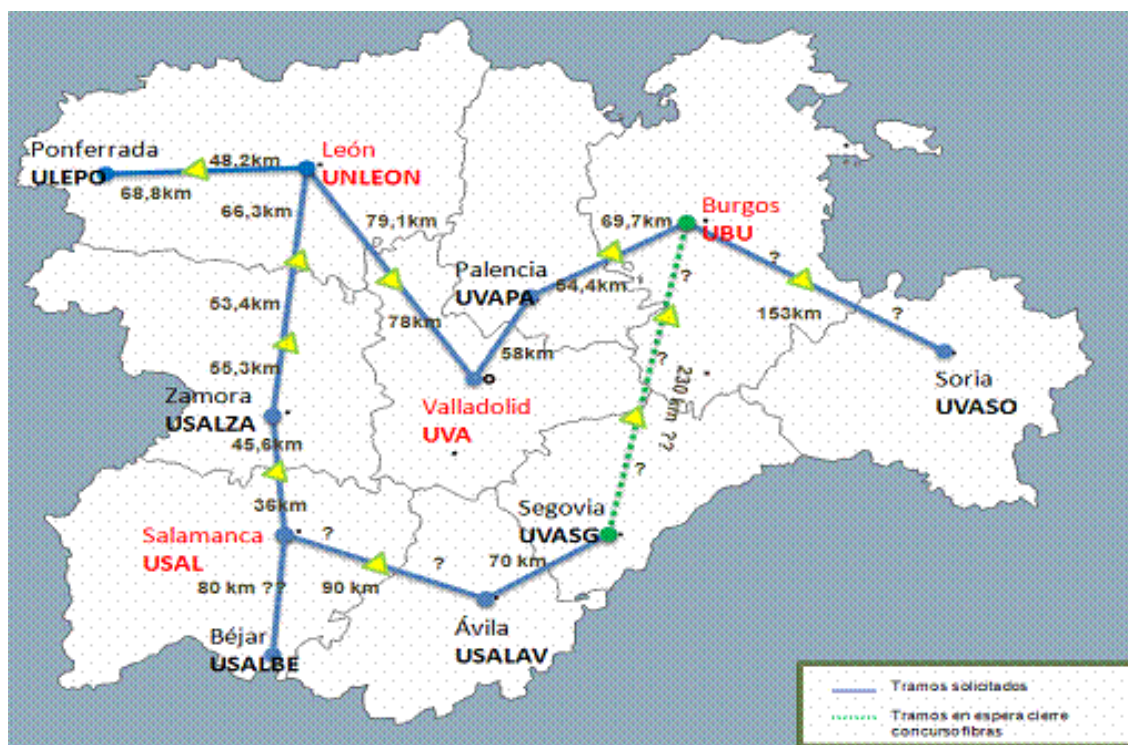 Ponferrada
ULEPO
48,2km
68,8km
León
UNLEON
66,3km
79,1km
69,7km
Burgos
UBU
Palencia
UVAPA
54,4km
?
?
53,4km
78km
153km
?
58km
?
230 km ??
55,3km
Zamora
USALZA
Valladolid
UVA
Soria
UVASO
45,6km
?
36km
Segovia
UVASG
Salamanca
USAL
?
?
70 km
80 km ??
90 km
Béjar
USALBE
Ávila
USALAV
Tramos solicitados
Tramos en espera cierre
concurso fibras